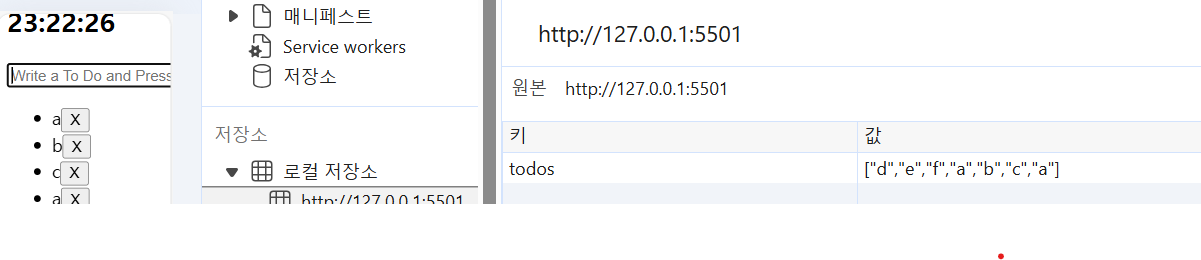 23:22:26
Write a To Do and Press
a X
b X
c X
a X
매니페스트
Service workers
저장소
저장소
로컬 저장소
http://127.0.0.1:5501
http://127.0.0.1:5501
원본 http://127.0.0.1:5501
키 값
todos ["d","e","f","a","b","c","a"]